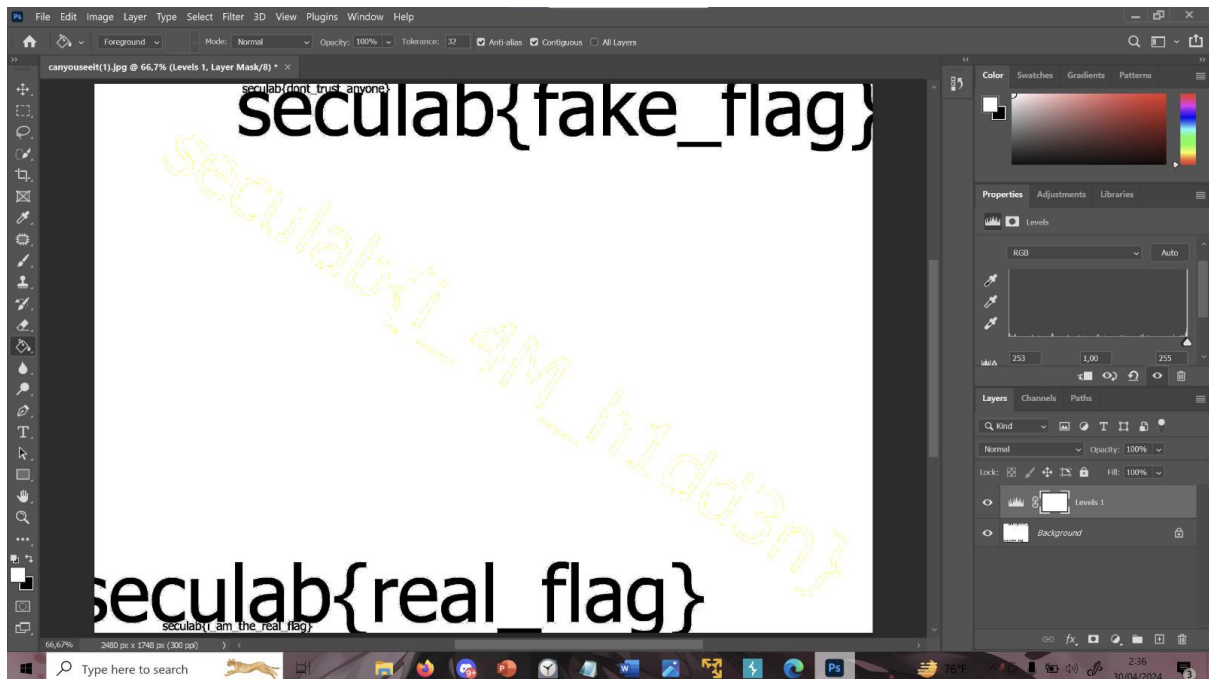 File Edit Image Layer Type Select Filter 3D View Plugins Window Help
Foreground Mode: Normal Opacity: 100% Tolerance: 32 Anti-alias Contiguous All Layers
canyouseeit(1).jpg @ 66,7% (Levels 1, Layer Mask/8) *
seculab{dont_trust_anyone}
seculab{fake_flag}
seculab{i_4M_h1dd3n}
seculab{real_flag}
seculab{i_am_the_real_flag}
66,67% 2480 px x 1748 px (300 ppi)
Color Swatches Gradients Patterns
Properties Adjustments Libraries
Levels
RGB Auto
253 1,00 255
Layers Channels Paths
Kind
Normal Opacity: 100%
Lock: Fill: 100%
Levels 1
Background
Type here to search
76°F
2:36
30/04/2024